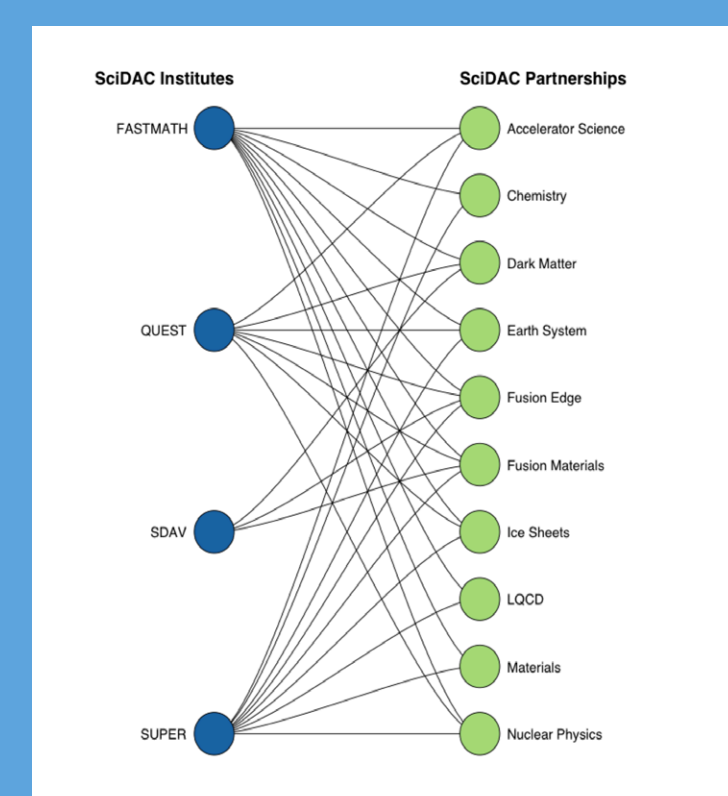 SciDAC Institutes
SciDAC Partnerships
FASTMATH
QUEST
SDAV
SUPER
Accelerator Science
Chemistry
Dark Matter
Earth System
Fusion Edge
Fusion Materials
Ice Sheets
LQCD
Materials
Nuclear Physics